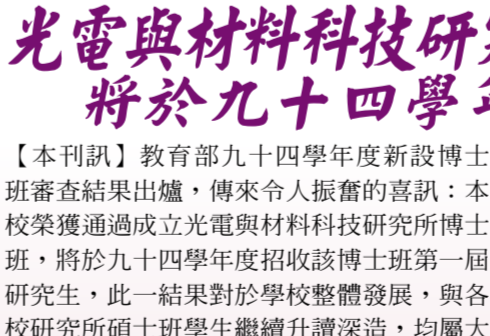 光電與材料科技研究
將於九十四學年
【本刊訊】教育部九十四學年度新設博士
班審查結果出爐，傳來令人振奮的喜訊：本
校榮獲通過成立光電與材料科技研究所博士
班，將於九十四學年度招收該博士班第一屆
研究生，此一結果對於學校整體發展，與各
校研究所碩士班學生繼續升讀深造，均屬大